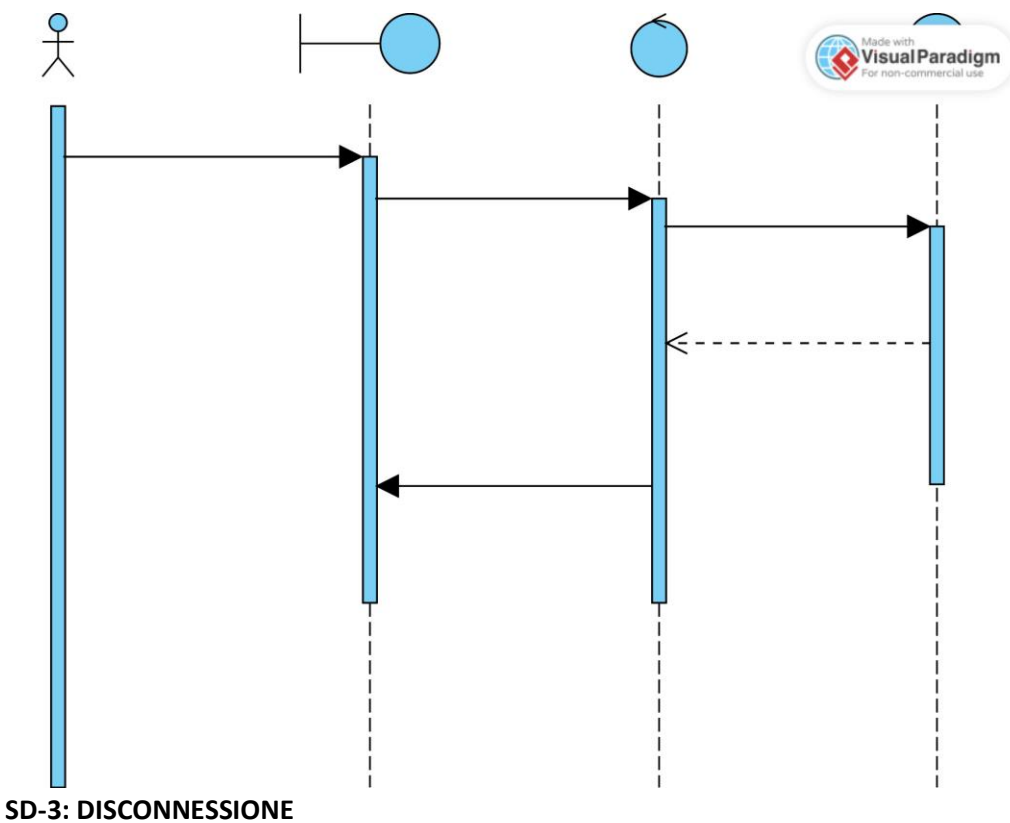 Made with
Visual Paradigm
For non-commercial use
SD-3: DISCONNESSIONE